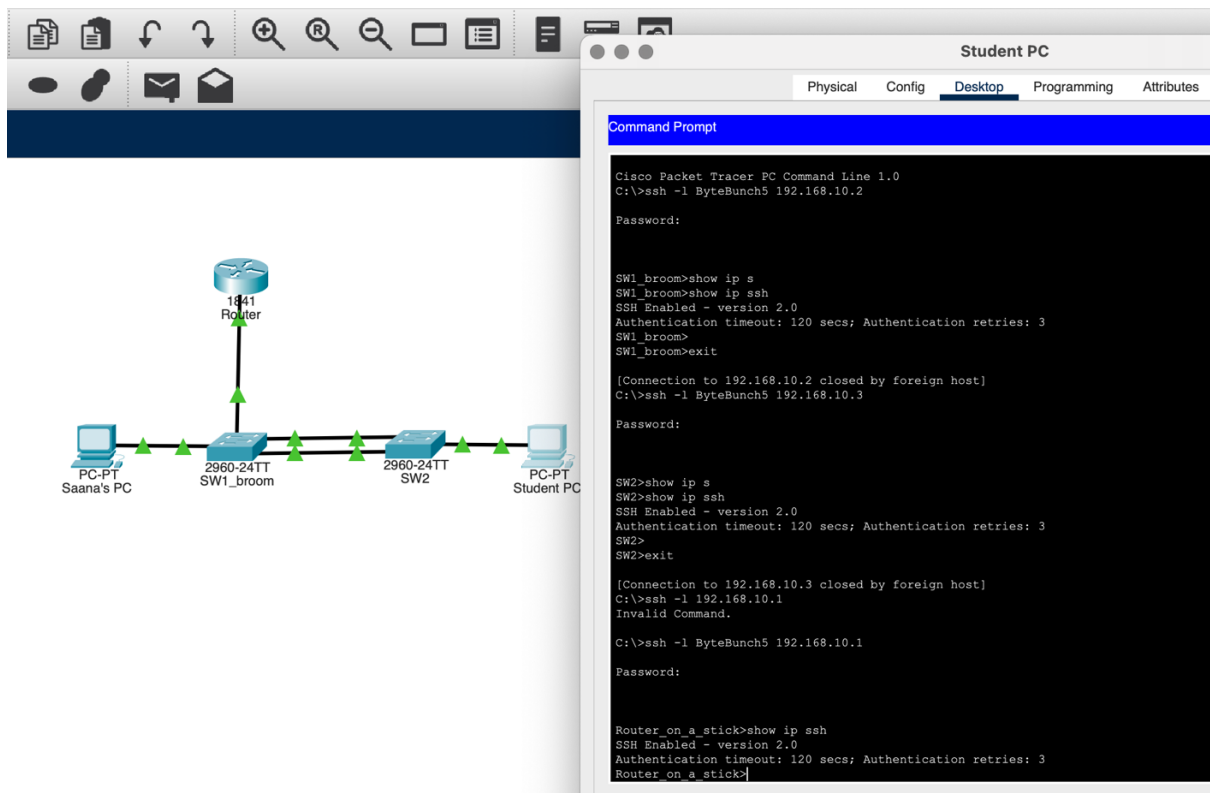 Student PC
Physical Config Desktop Programming Attributes
Command Prompt
Cisco Packet Tracer PC Command Line 1.0
C:\>ssh -l ByteBunch5 192.168.10.2
Password:
SW1_broom>show ip s
SW1_broom>show ip ssh
SSH Enabled - version 2.0
Authentication timeout: 120 secs; Authentication retries: 3
SW1_broom>
SW1_broom>exit
[Connection to 192.168.10.2 closed by foreign host]
C:\>ssh -l ByteBunch5 192.168.10.3
Password:
SW2>show ip s
SW2>show ip ssh
SSH Enabled - version 2.0
Authentication timeout: 120 secs; Authentication retries: 3
SW2>
SW2>exit
[Connection to 192.168.10.3 closed by foreign host]
C:\>ssh -l 192.168.10.1
Invalid Command.
C:\>ssh -l ByteBunch5 192.168.10.1
Password:
Router_on_a_stick>show ip ssh
SSH Enabled - version 2.0
Authentication timeout: 120 secs; Authentication retries: 3
Router_on_a_stick>
1841
Router
PC-PT
Saana's PC
2960-24TT
SW1_broom
2960-24TT
SW2
PC-PT
Student PC
R